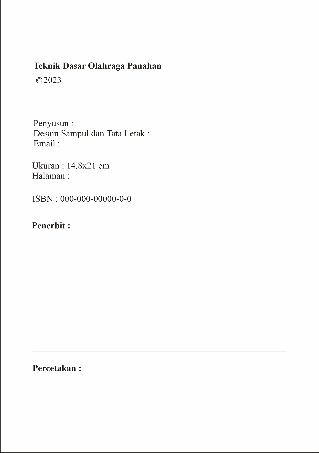 Teknik Dasar Olahraga Panahan
©2023
Penyusun :
Desain Sampul dan Tata Letak :
Email :
Ukuran : 14,8x21 cm
Halaman :
ISBN : 000-000-00000-0-0
Penerbit :
Percetakan :